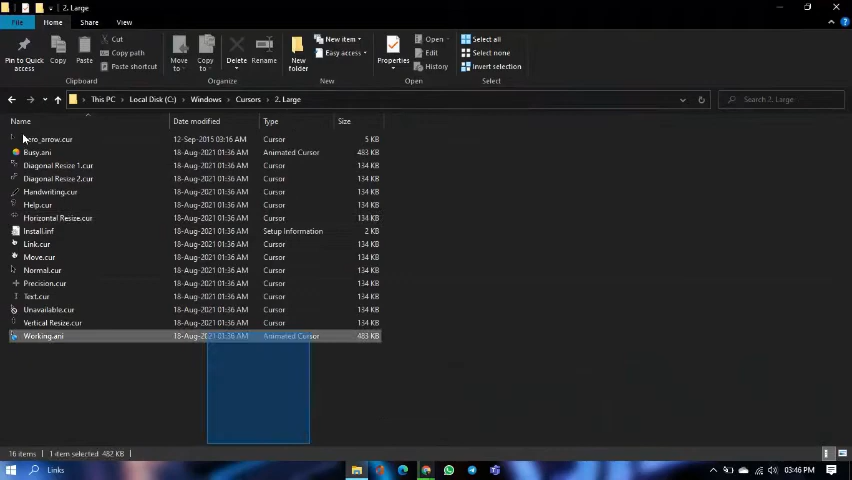 2. Large
File Home Share View
Pin to Quick access
Copy
Paste
Cut
Copy path
Paste shortcut
Move to
Copy to
Delete
Rename
New folder
New item
Easy access
Properties
Open
Edit
History
Select all
Select none
Invert selection
Clipboard Organize New Open Select
This PC Local Disk (C:) Windows Cursors 2. Large
Search 2. Large
Name Date modified Type Size
aero_arrow.cur 12-Sep-2015 03:16 AM Cursor 5 KB
Busy.ani 18-Aug-2021 01:36 AM Animated Cursor 483 KB
Diagonal Resize 1.cur 18-Aug-2021 01:36 AM Cursor 134 KB
Diagonal Resize 2.cur 18-Aug-2021 01:36 AM Cursor 134 KB
Handwriting.cur 18-Aug-2021 01:36 AM Cursor 134 KB
Help.cur 18-Aug-2021 01:36 AM Cursor 134 KB
Horizontal Resize.cur 18-Aug-2021 01:36 AM Cursor 134 KB
Install.inf 18-Aug-2021 01:36 AM Setup Information 2 KB
Link.cur 18-Aug-2021 01:36 AM Cursor 134 KB
Move.cur 18-Aug-2021 01:36 AM Cursor 134 KB
Normal.cur 18-Aug-2021 01:36 AM Cursor 134 KB
Precision.cur 18-Aug-2021 01:36 AM Cursor 134 KB
Text.cur 18-Aug-2021 01:36 AM Cursor 134 KB
Unavailable.cur 18-Aug-2021 01:36 AM Cursor 134 KB
Vertical Resize.cur 18-Aug-2021 01:36 AM Cursor 134 KB
Working.ani 18-Aug-2021 01:36 AM Animated Cursor 483 KB
16 items 1 item selected: 482 KB
Links
03:46 PM